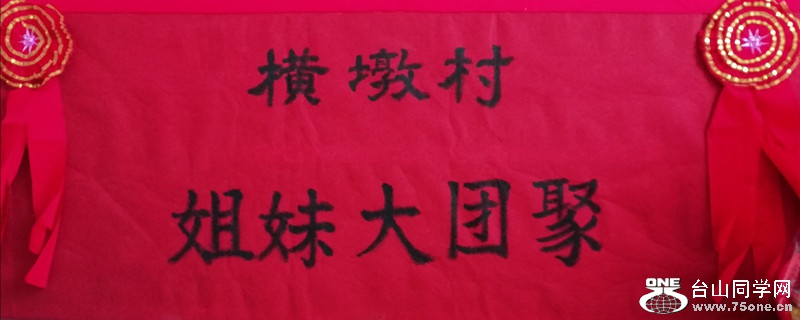 横墩村
姐妹大团聚
ONE
台山同学网
www.75one.cn